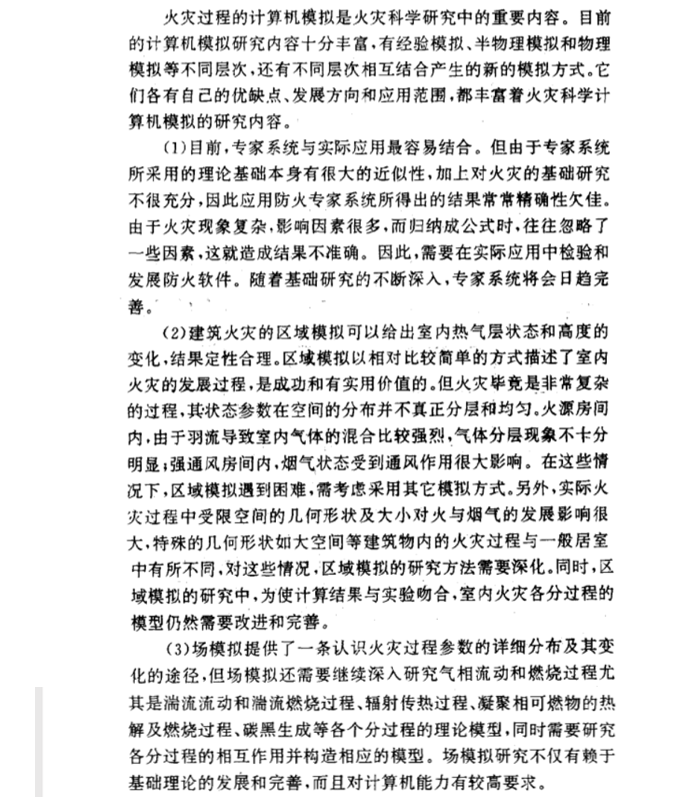 火灾过程的计算机模拟是火灾科学研究中的重要内容。目前
的计算机模拟研究内容十分丰富,有经验模拟、半物理模拟和物理
模拟等不同层次,还有不同层次相互结合产生的新的模拟方式。它
们各有自己的优缺点、发展方向和应用范围,都丰富着火灾科学计
算机模拟的研究内容。
(1)目前,专家系统与实际应用最容易结合。但由于专家系统
所采用的理论基础本身有很大的近似性,加上对火灾的基础研究
不很充分,因此应用防火专家系统所得出的结果常常精确性欠佳。
由于火灾现象复杂,影响因素很多,而归纳成公式时,往往忽略了
一些因素,这就造成结果不准确。因此,需要在实际应用中检验和
发展防火软件。随着基础研究的不断深入,专家系统将会日趋完
善。
(2)建筑火灾的区域模拟可以给出室内热气层状态和高度的
变化,结果定性合理。区域模拟以相对比较简单的方式描述了室内
火灾的发展过程,是成功和有实用价值的。但火灾毕竟是非常复杂
的过程,其状态参数在空间的分布并不真正分层和均匀。火源房间
内,由于羽流导致室内气体的混合比较强烈,气体分层现象不十分
明显;强通风房间内,烟气状态受到通风作用很大影响。在这些情
况下,区域模拟遇到困难,需考虑采用其它模拟方式。另外,实际火
灾过程中受限空间的几何形状及大小对火与烟气的发展影响很
大,特殊的几何形状如大空间等建筑物内的火灾过程与一般居室
中有所不同,对这些情况,区域模拟的研究方法需要深化。同时,区
域模拟的研究中,为使计算结果与实验吻合,室内火灾各分过程的
模型仍然需要改进和完善。
(3)场模拟提供了一条认识火灾过程参数的详细分布及其变
化的途径,但场模拟还需要继续深入研究气相流动和燃烧过程尤
其是湍流流动和湍流燃烧过程、辐射传热过程、凝聚相可燃物的热
解及燃烧过程、碳黑生成等各个分过程的理论模型,同时需要研究
各分过程的相互作用并构造相应的模型。场模拟研究不仅有赖于
基础理论的发展和完善,而且对计算机能力有较高要求。